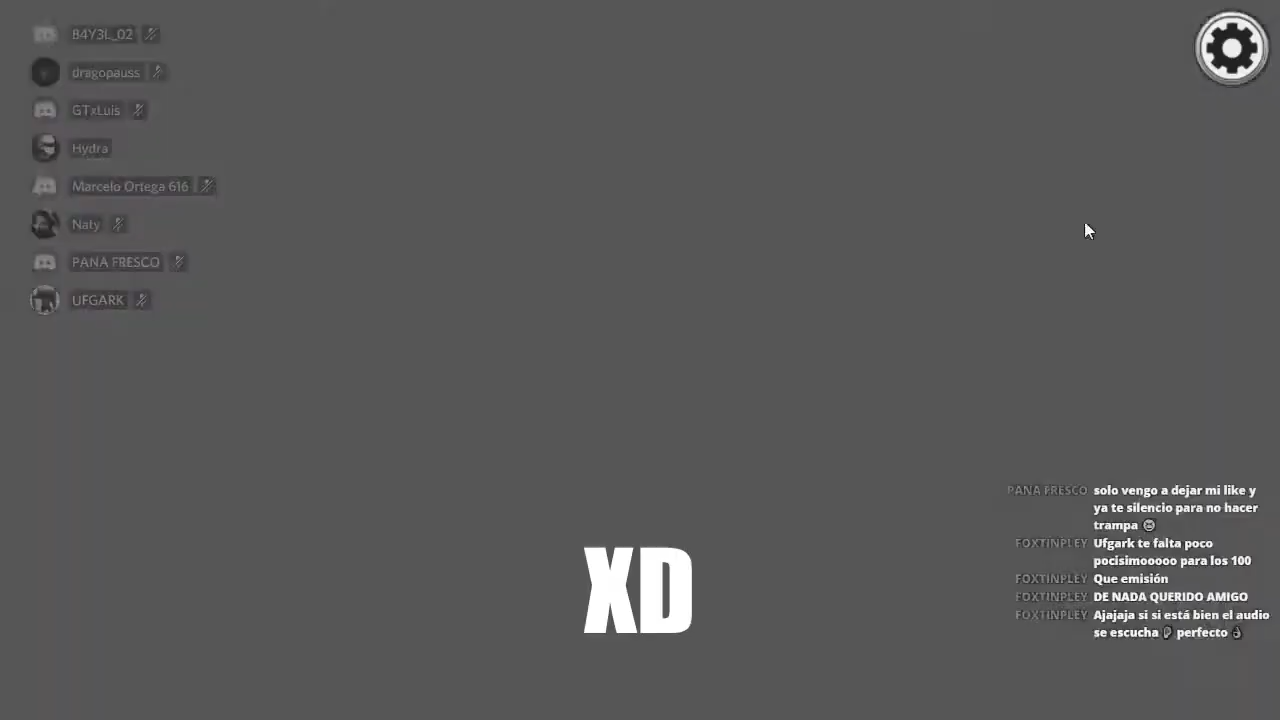 B4Y3L_02
dragopauss
GTxLuis
Hydra
Marcelo Ortega 616
Naty
PANA FRESCO
UFGARK
PANA FRESCO solo vengo a dejar mi like y
ya te silencio para no hacer
trampa
FOXTINPLEY Ufgark te falta poco
pocisimooooo para los 100
FOXTINPLEY Que emisión
FOXTINPLEY DE NADA QUERIDO AMIGO
FOXTINPLEY Ajajaja si si está bien el audio
se escucha 👂 perfecto 👌
XD